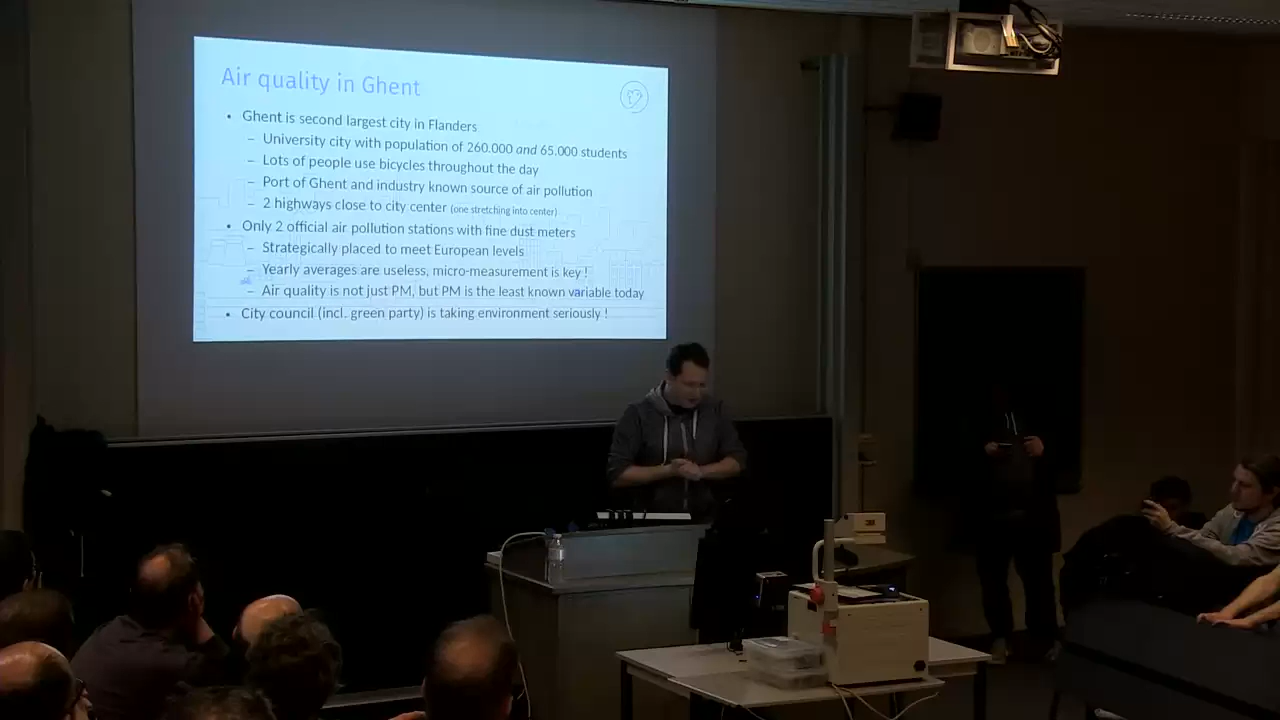 Air quality in Ghent
• Ghent is second largest city in Flanders
– University city with population of 260.000 and 65.000 students
– Lots of people use bicycles throughout the day
– Port of Ghent and industry known source of air pollution
– 2 highways close to city center (one stretching into center)
• Only 2 official air pollution stations with fine dust meters
– Strategically placed to meet European levels
– Yearly averages are useless, micro-measurement is key !
– Air quality is not just PM, but PM is the least known variable today
• City council (incl. green party) is taking environment seriously !